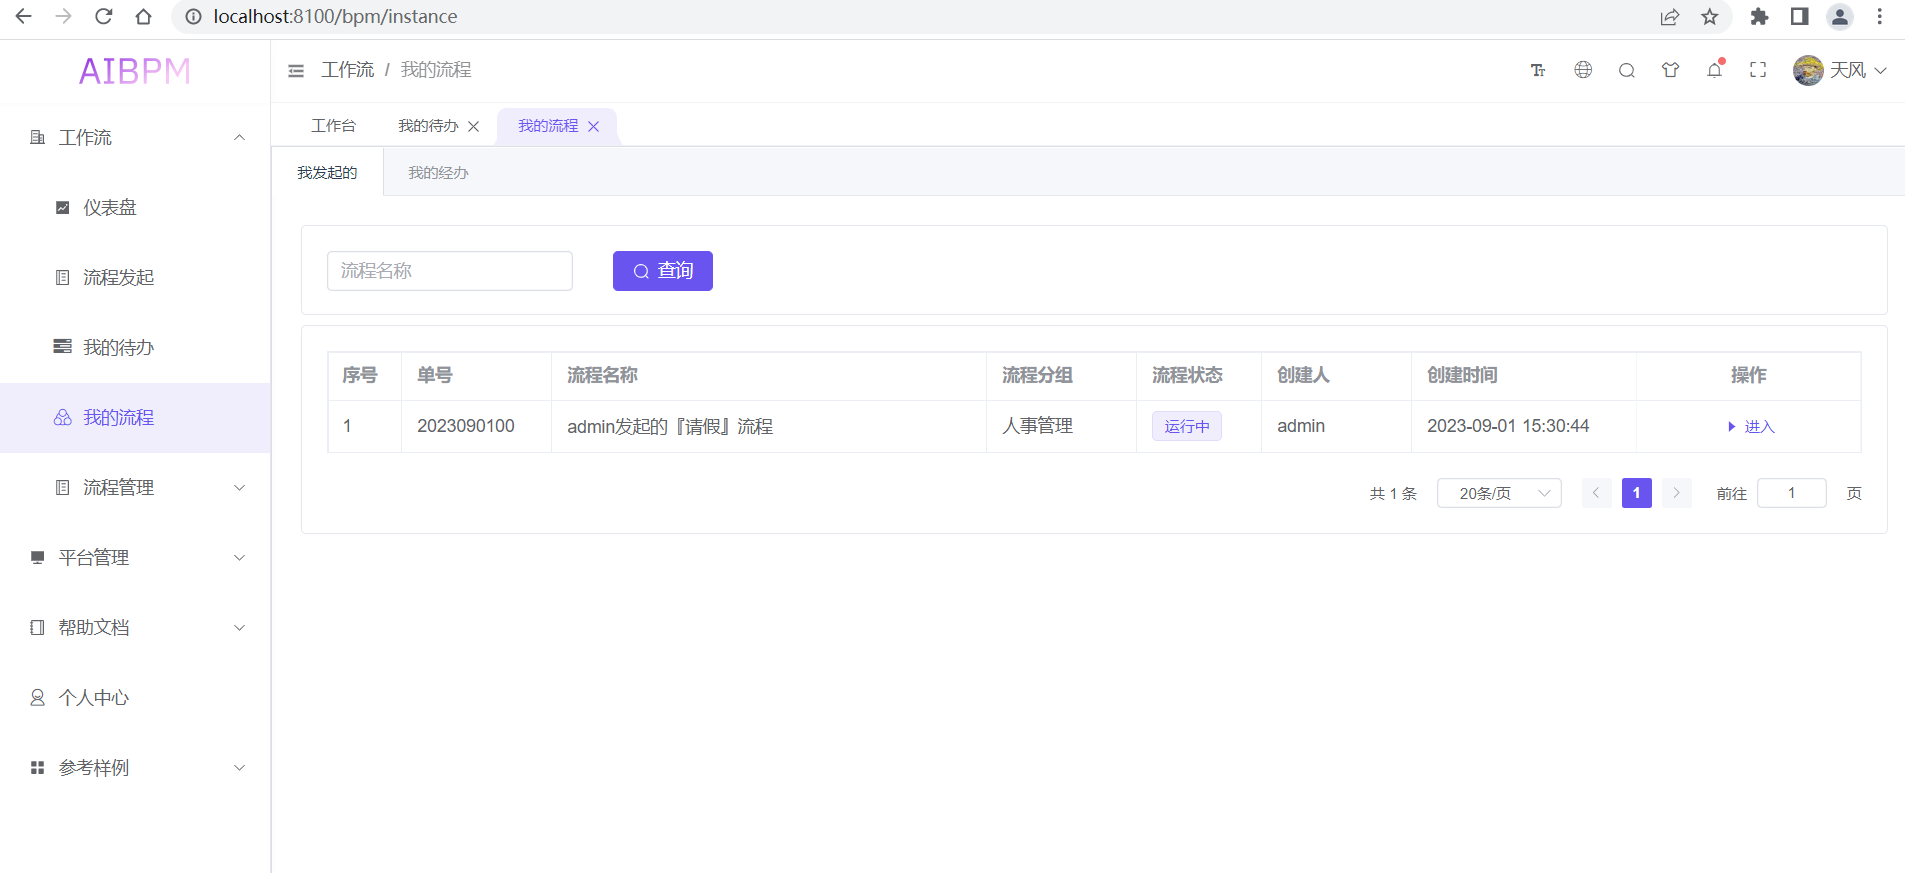 localhost:8100/bpm/instance
AIBPM
工作流 / 我的流程
天风
工作台
我的待办
我的流程
工作流
仪表盘
流程发起
我的待办
我的流程
流程管理
平台管理
帮助文档
个人中心
参考样例
我发起的
我的经办
流程名称
查询
序号 单号 流程名称 流程分组 流程状态 创建人 创建时间 操作
1 2023090100 admin发起的『请假』流程 人事管理 运行中 admin 2023-09-01 15:30:44 进入
共 1 条 20条/页 1 前往 1 页